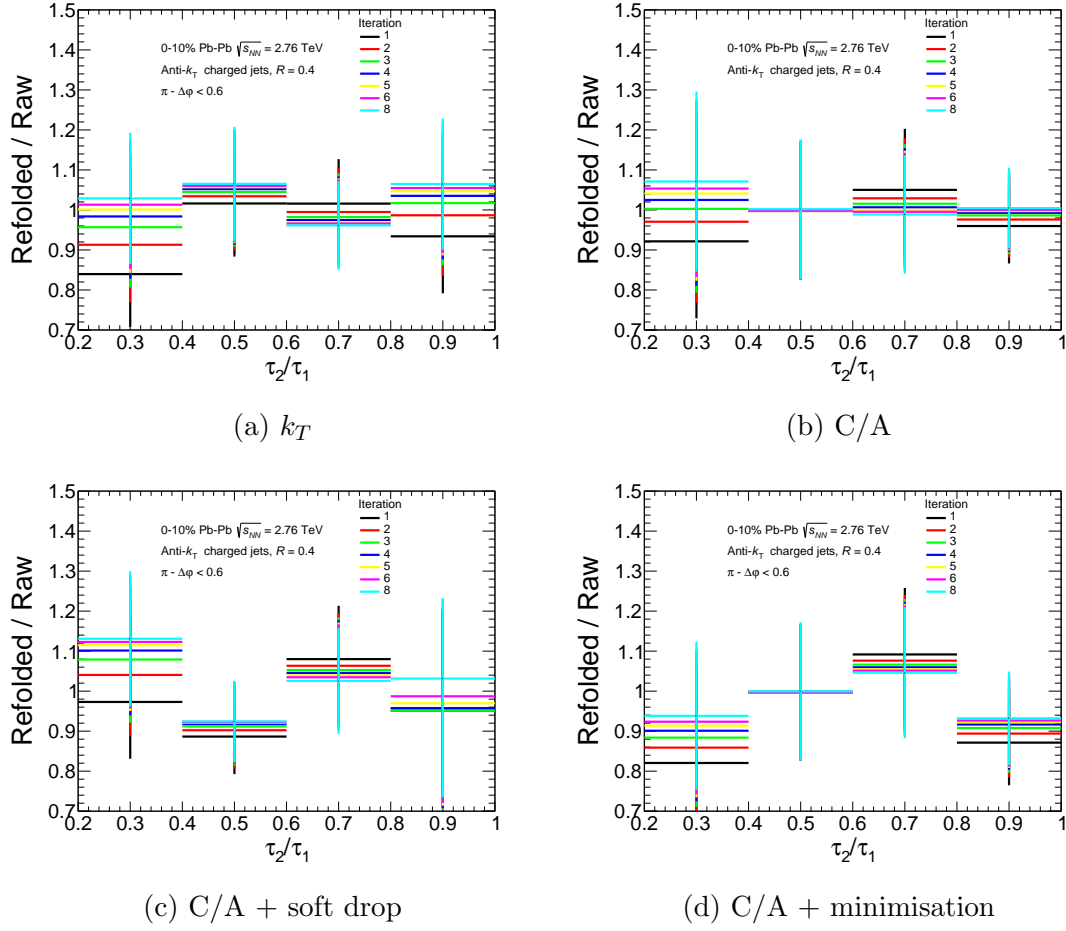 Refolded / Raw
1.5
1.4
1.3
1.2
1.1
1
0.9
0.8
0.7
0-10% Pb-Pb √s_NN = 2.76 TeV
Anti-k_T charged jets, R = 0.4
π - Δφ < 0.6
Iteration
1
2
3
4
5
6
8
0.2 0.3 0.4 0.5 0.6 0.7 0.8 0.9 1
τ₂/τ₁
(a) k_T
Refolded / Raw
1.5
1.4
1.3
1.2
1.1
1
0.9
0.8
0.7
0-10% Pb-Pb √s_NN = 2.76 TeV
Anti-k_T charged jets, R = 0.4
π - Δφ < 0.6
Iteration
1
2
3
4
5
6
8
0.2 0.3 0.4 0.5 0.6 0.7 0.8 0.9 1
τ₂/τ₁
(b) C/A
Refolded / Raw
1.5
1.4
1.3
1.2
1.1
1
0.9
0.8
0.7
0-10% Pb-Pb √s_NN = 2.76 TeV
Anti-k_T charged jets, R = 0.4
π - Δφ < 0.6
Iteration
1
2
3
4
5
6
8
0.2 0.3 0.4 0.5 0.6 0.7 0.8 0.9 1
τ₂/τ₁
(c) C/A + soft drop
Refolded / Raw
1.5
1.4
1.3
1.2
1.1
1
0.9
0.8
0.7
0-10% Pb-Pb √s_NN = 2.76 TeV
Anti-k_T charged jets, R = 0.4
π - Δφ < 0.6
Iteration
1
2
3
4
5
6
8
0.2 0.3 0.4 0.5 0.6 0.7 0.8 0.9 1
τ₂/τ₁
(d) C/A + minimisation